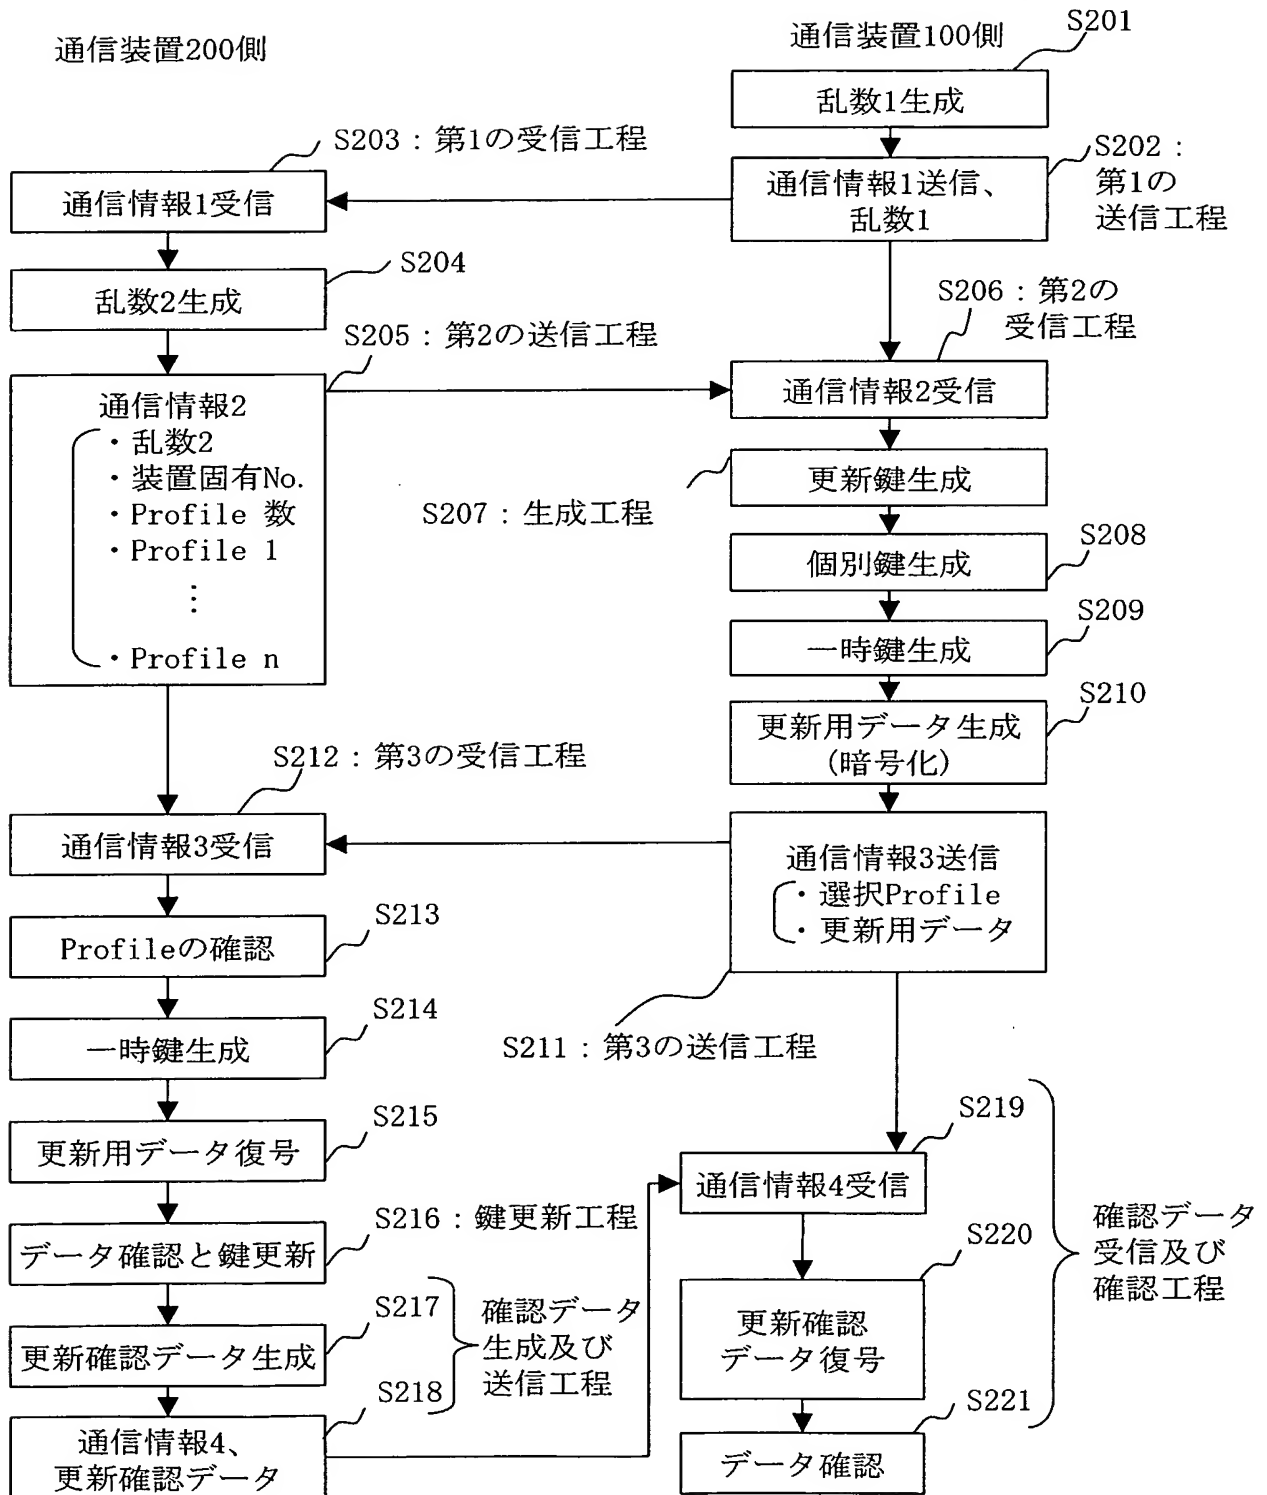 通信装置200側
通信装置100側
S201
乱数1生成
S203：第1の受信工程
S202：
第1の
送信工程
通信情報1受信
通信情報1送信、
乱数1
S204
乱数2生成
S206：第2の
受信工程
S205：第2の送信工程
通信情報2
・乱数2
・装置固有No.
・Profile 数
・Profile 1
⋮
・Profile n
通信情報2受信
更新鍵生成
S207：生成工程
S208
個別鍵生成
S209
一時鍵生成
S210
更新用データ生成
(暗号化)
S212：第3の受信工程
通信情報3受信
通信情報3送信
・選択Profile
・更新用データ
S213
Profileの確認
S211：第3の送信工程
S214
一時鍵生成
S215
更新用データ復号
S219
通信情報4受信
S216：鍵更新工程
データ確認と鍵更新
S220
更新確認
データ復号
確認データ
受信及び
確認工程
S217
更新確認データ生成
確認データ
生成及び
送信工程
S218
通信情報4、
更新確認データ
S221
データ確認